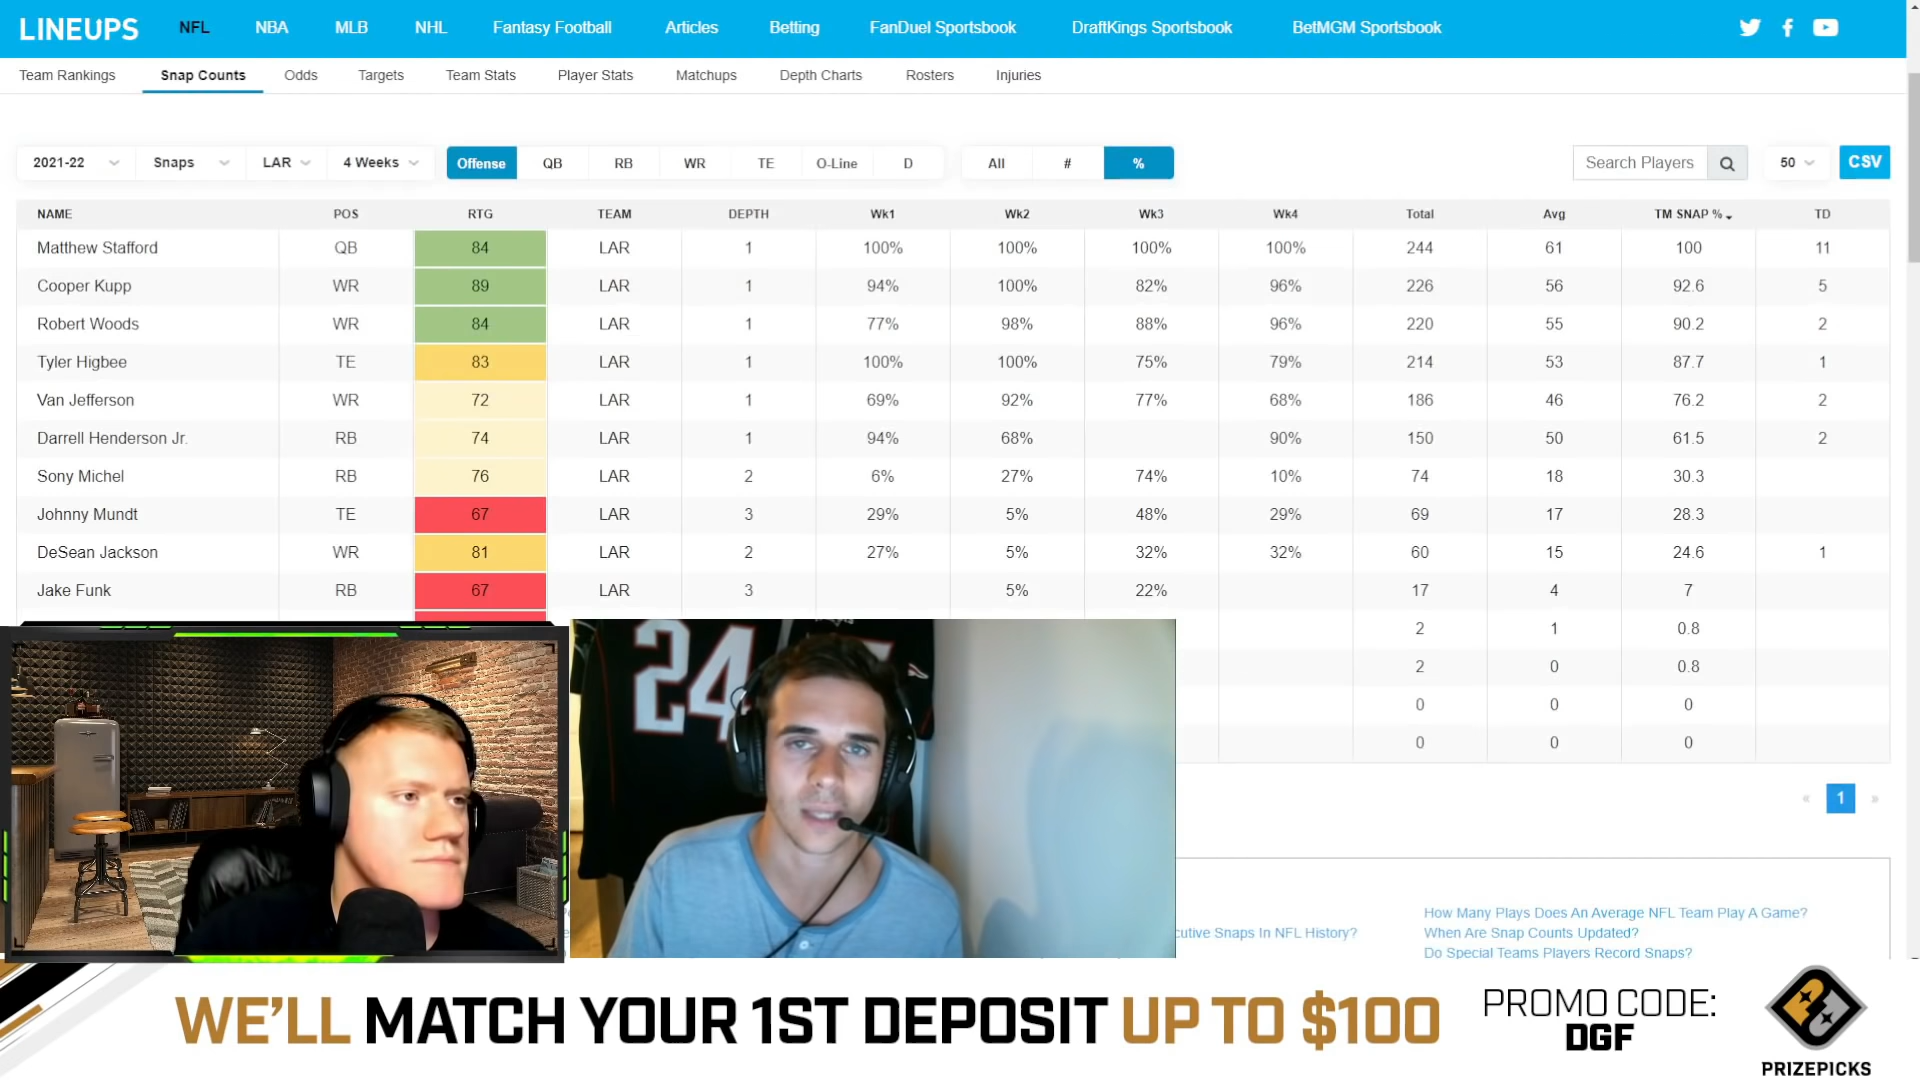 LINEUPS NFL NBA MLB NHL Fantasy Football Articles Betting FanDuel Sportsbook DraftKings Sportsbook BetMGM Sportsbook
Team Rankings Snap Counts Odds Targets Team Stats Player Stats Matchups Depth Charts Rosters Injuries
2021-22 Snaps LAR 4 Weeks Offense QB RB WR TE O-Line D All # % Search Players 50 CSV
NAME POS RTG TEAM DEPTH Wk1 Wk2 Wk3 Wk4 Total Avg TM SNAP % TD
Matthew Stafford QB 84 LAR 1 100% 100% 100% 100% 244 61 100 11
Cooper Kupp WR 89 LAR 1 94% 100% 82% 96% 226 56 92.6 5
Robert Woods WR 84 LAR 1 77% 98% 88% 96% 220 55 90.2 2
Tyler Higbee TE 83 LAR 1 100% 100% 75% 79% 214 53 87.7 1
Van Jefferson WR 72 LAR 1 69% 92% 77% 68% 186 46 76.2 2
Darrell Henderson Jr. RB 74 LAR 1 94% 68% 90% 150 50 61.5 2
Sony Michel RB 76 LAR 2 6% 27% 74% 10% 74 18 30.3
Johnny Mundt TE 67 LAR 3 29% 5% 48% 29% 69 17 28.3
DeSean Jackson WR 81 LAR 2 27% 5% 32% 32% 60 15 24.6 1
Jake Funk RB 67 LAR 3 5% 22% 17 4 7
2 1 0.8
2 0 0.8
0 0 0
0 0 0
24
« 1 »
How Many Plays Does An Average NFL Team Play A Game?
cutive Snaps In NFL History? When Are Snap Counts Updated?
Do Special Teams Players Record Snaps?
WE'LL MATCH YOUR 1ST DEPOSIT UP TO $100
PROMO CODE:
DGF
PRIZEPICKS